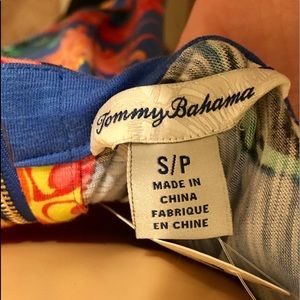 Tommy Bahama
S/P
MADE IN
CHINA
FABRIQUE
EN CHINE